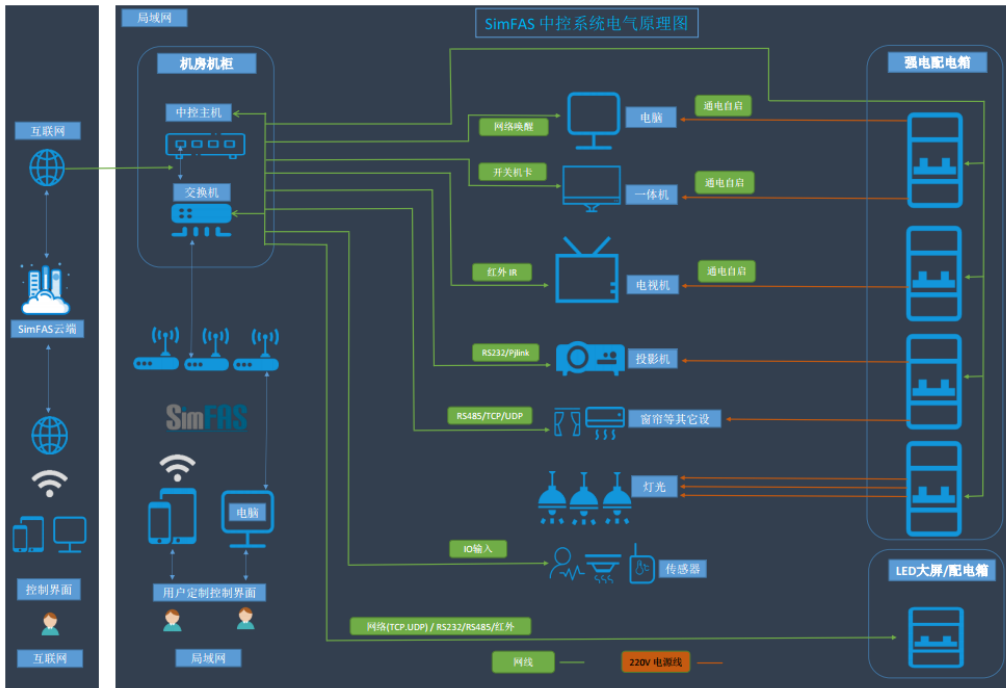 局域网
SimFAS 中控系统电气原理图
机房机柜
强电配电箱
中控主机
互联网
网络唤醒
电脑
通电自启
交换机
开关机卡
一体机
通电自启
红外 IR
电视机
通电自启
SimFAS云端
RS232/Pjlink
投影机
SimFAS
RS485/TCP/UDP
窗帘等其它设
灯光
电脑
IO输入
传感器
LED大屏/配电箱
控制界面
用户定制控制界面
网络(TCP.UDP) / RS232/RS485/红外
互联网
局域网
网线
220V 电源线